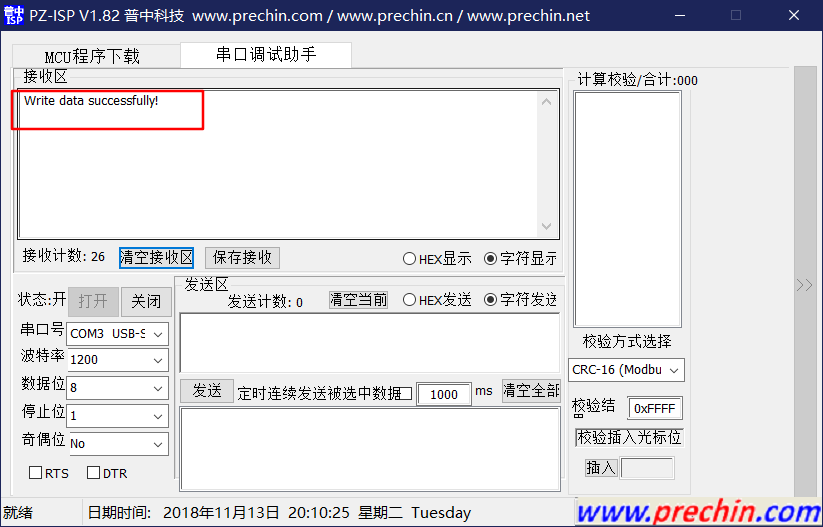 普中ISP PZ-ISP V1.82 普中科技 www.prechin.com / www.prechin.cn / www.prechin.net
MCU程序下载 串口调试助手
接收区
Write data successfully!
接收计数: 26 清空接收区 保存接收 HEX显示 字符显示
计算校验/合计:000
状态:开 打开 关闭
串口号 COM3 USB-S
波特率 1200
数据位 8
停止位 1
奇偶位 No
RTS DTR
发送区
发送计数: 0 清空当前 HEX发送 字符发送
发送 定时连续发送被选中数据 1000 ms 清空全部
校验方式选择
CRC-16 (Modbu
校验结 0xFFFF
校验插入光标位
插入
就绪 日期时间: 2018年11月13日 20:10:25 星期二 Tuesday
www.prechin.com